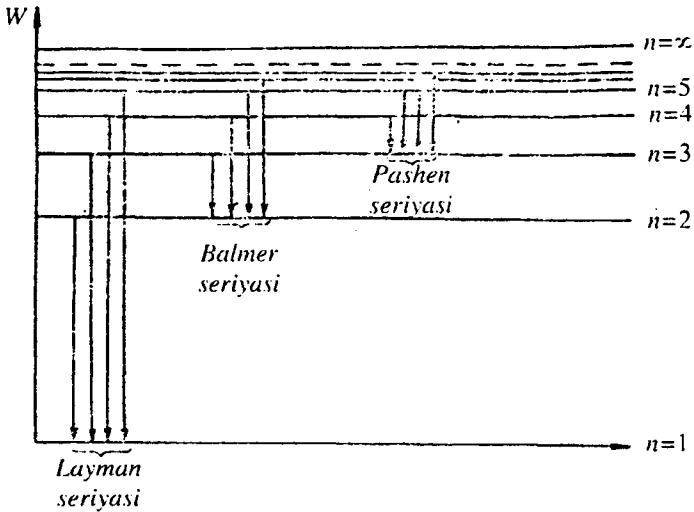 W
n=∞
n=5
n=4
n=3
Pashen
seriyasi
n=2
Balmer
seriyasi
n=1
Layman
seriyasi